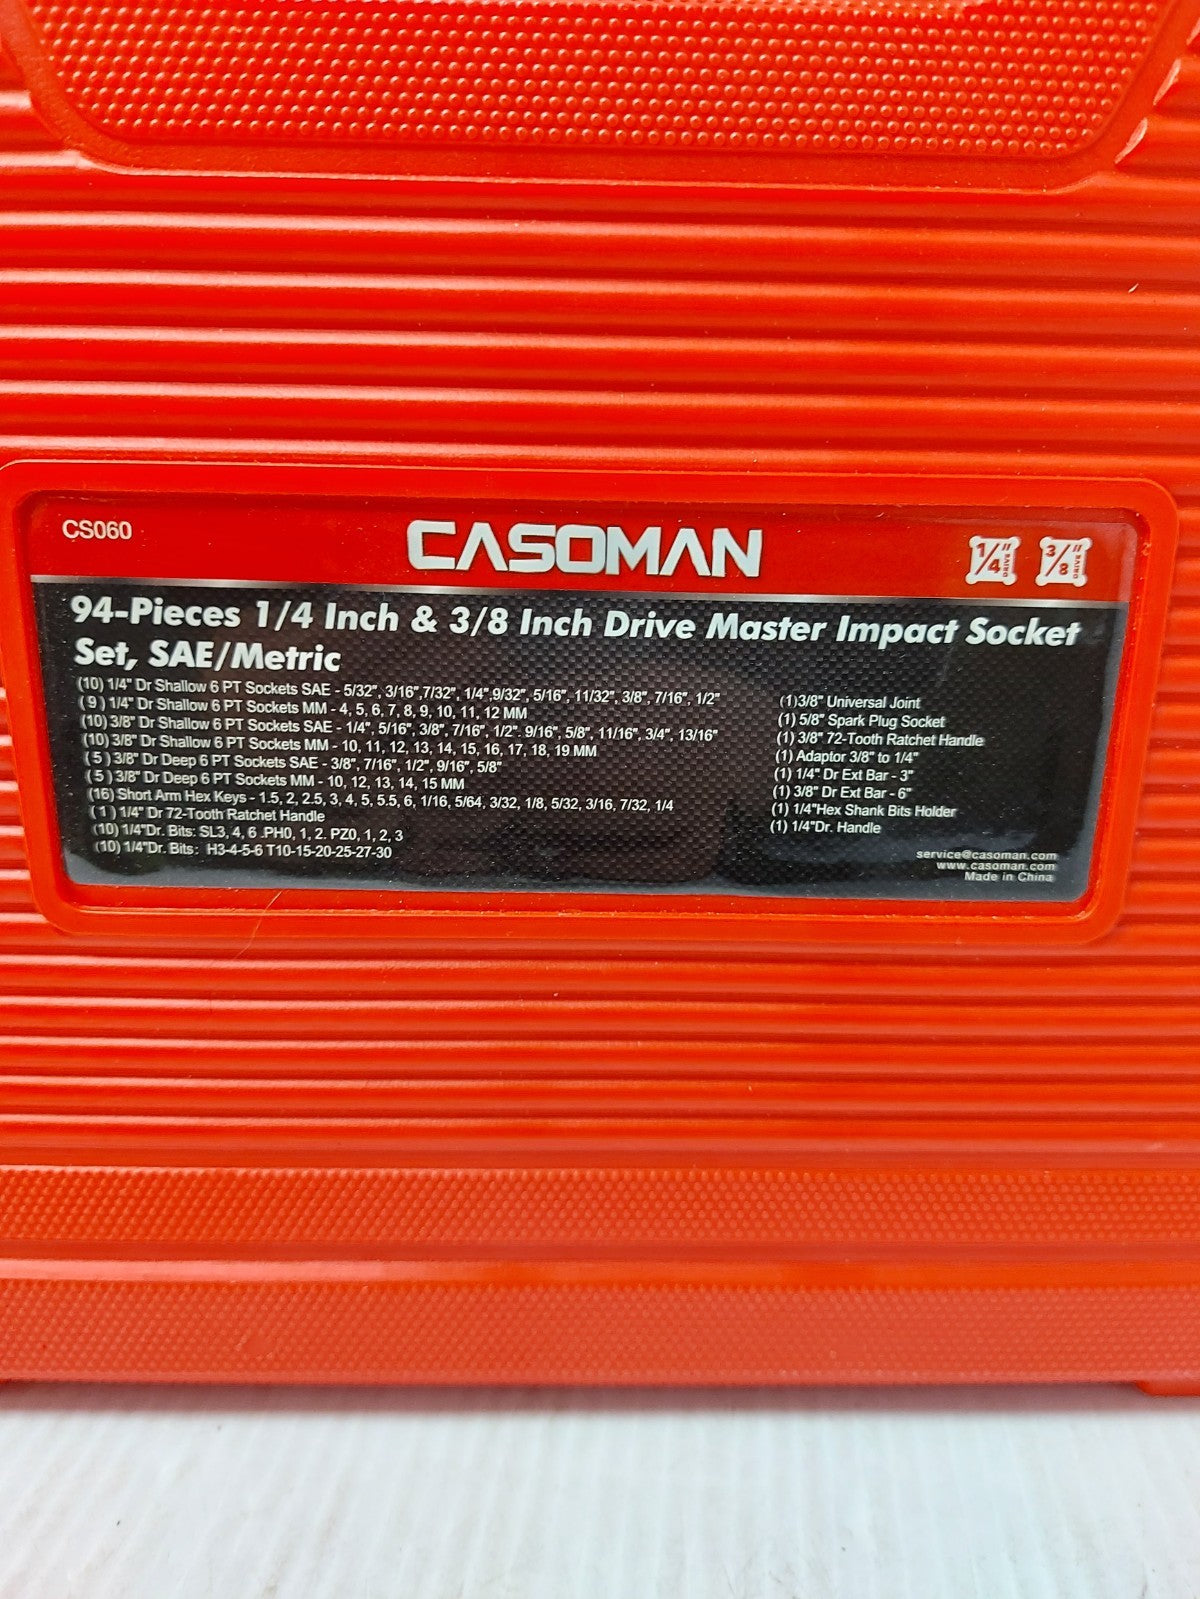 CS060
CASOMAN
1/4" DRIVE
3/8" DRIVE
94-Pieces 1/4 Inch & 3/8 Inch Drive Master Impact Socket
Set, SAE/Metric
(10) 1/4" Dr Shallow 6 PT Sockets SAE - 5/32", 3/16",7/32", 1/4",9/32", 5/16", 11/32", 3/8", 7/16", 1/2"
( 9 ) 1/4" Dr Shallow 6 PT Sockets MM - 4, 5, 6, 7, 8, 9, 10, 11, 12 MM
(10) 3/8" Dr Shallow 6 PT Sockets SAE - 1/4", 5/16", 3/8", 7/16", 1/2". 9/16", 5/8", 11/16", 3/4", 13/16"
(10) 3/8" Dr Shallow 6 PT Sockets MM - 10, 11, 12, 13, 14, 15, 16, 17, 18, 19 MM
( 5 ) 3/8" Dr Deep 6 PT Sockets SAE - 3/8", 7/16", 1/2", 9/16", 5/8"
( 5 ) 3/8" Dr Deep 6 PT Sockets MM - 10, 12, 13, 14, 15 MM
(16) Short Arm Hex Keys - 1.5, 2, 2.5, 3, 4, 5, 5.5, 6, 1/16, 5/64, 3/32, 1/8, 5/32, 3/16, 7/32, 1/4
( 1 ) 1/4" Dr 72-Tooth Ratchet Handle
(10) 1/4"Dr. Bits: SL3, 4, 6 .PH0, 1, 2. PZ0, 1, 2, 3
(10) 1/4"Dr. Bits: H3-4-5-6 T10-15-20-25-27-30
(1)3/8" Universal Joint
(1) 5/8" Spark Plug Socket
(1) 3/8" 72-Tooth Ratchet Handle
(1) Adaptor 3/8" to 1/4"
(1) 1/4" Dr Ext Bar - 3"
(1) 3/8" Dr Ext Bar - 6"
(1) 1/4"Hex Shank Bits Holder
(1) 1/4"Dr. Handle
service@casoman.com
www.casoman.com
Made in China